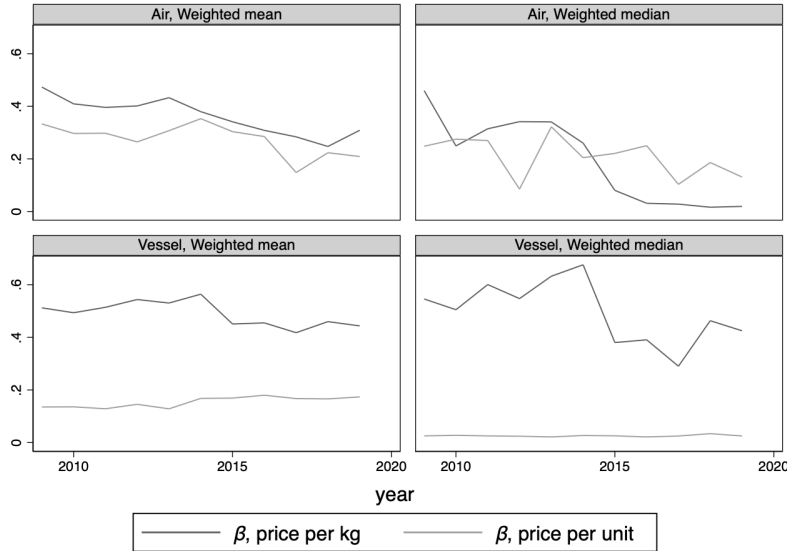 Air, Weighted mean
Air, Weighted median
.6
.4
.2
0
Vessel, Weighted mean
Vessel, Weighted median
.6
.4
.2
0
2010 2015 2020 2010 2015 2020
year
β, price per kg β, price per unit